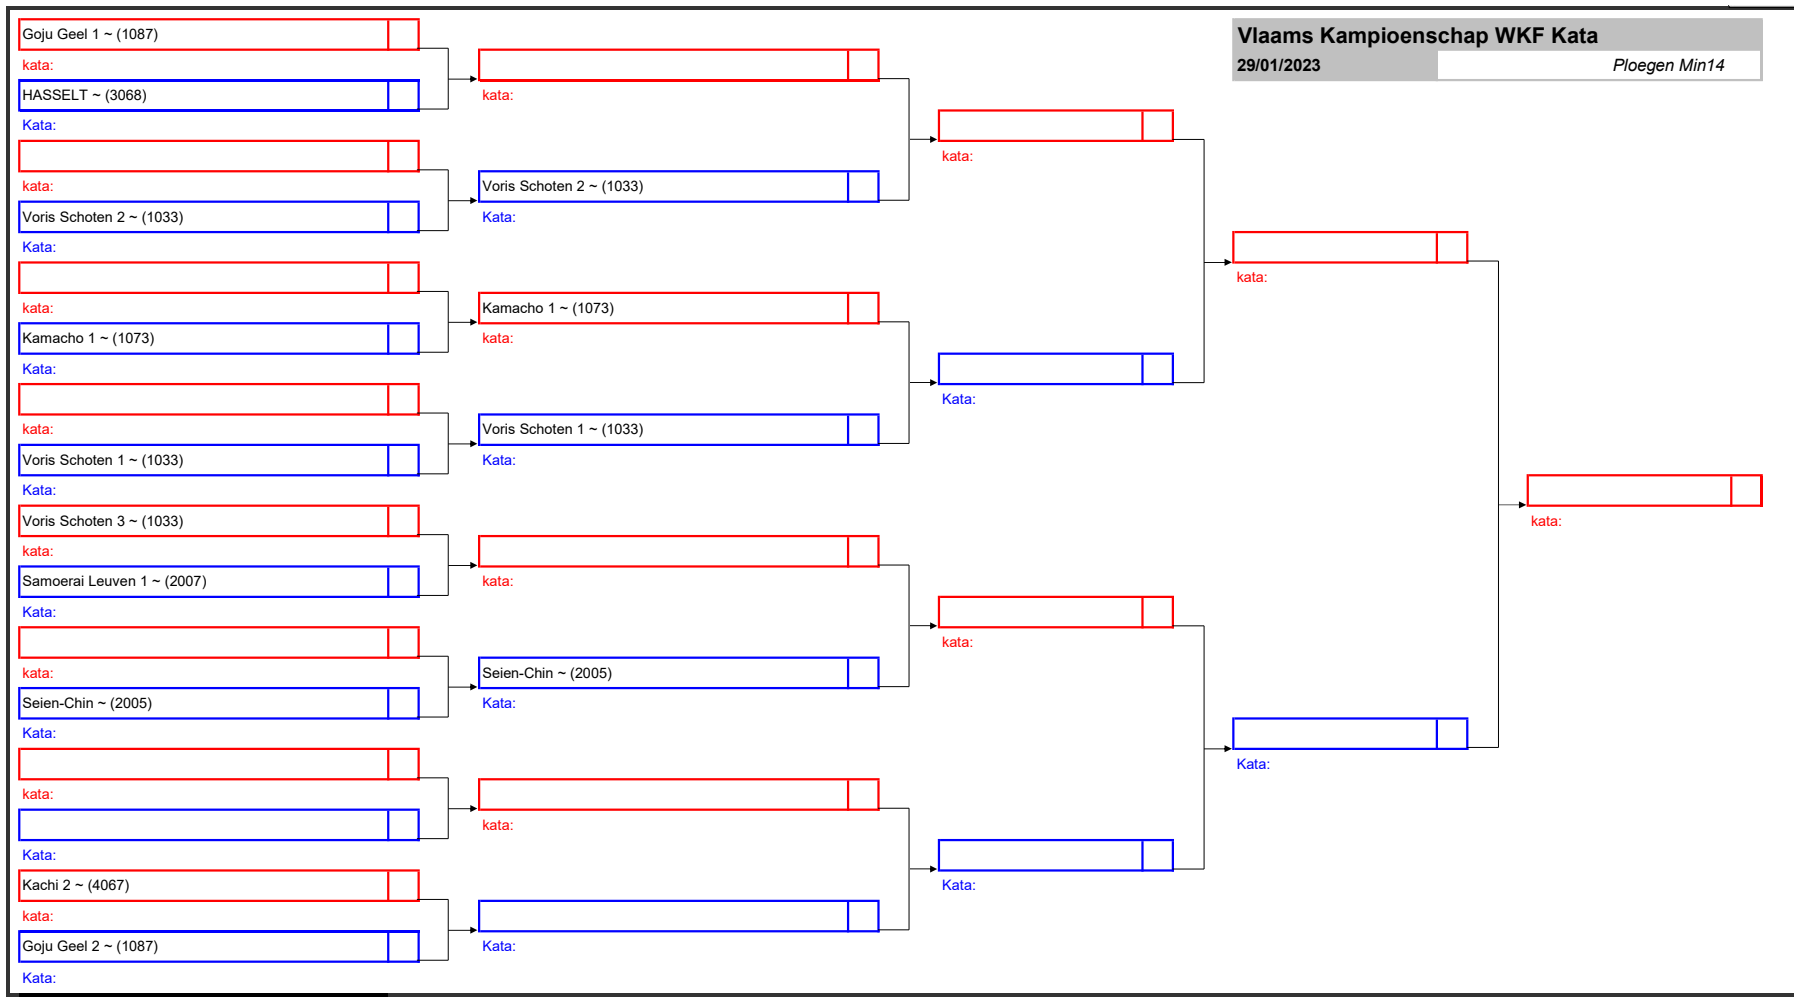 Vlaams Kampioenschap WKF Kata
29/01/2023
Ploegen Min14
Goju Geel 1 ~ (1087)
kata:
HASSELT ~ (3068)
Kata:
kata:
Voris Schoten 2 ~ (1033)
Kata:
kata:
Kamacho 1 ~ (1073)
Kata:
kata:
Voris Schoten 1 ~ (1033)
Kata:
Voris Schoten 3 ~ (1033)
kata:
Samoerai Leuven 1 ~ (2007)
Kata:
kata:
Seien-Chin ~ (2005)
Kata:
kata:
Kata:
Kachi 2 ~ (4067)
kata:
Goju Geel 2 ~ (1087)
Kata:
kata:
Voris Schoten 2 ~ (1033)
Kata:
Kamacho 1 ~ (1073)
kata:
Voris Schoten 1 ~ (1033)
Kata:
kata:
Seien-Chin ~ (2005)
Kata:
kata:
Kata:
kata:
Kata:
kata:
Kata:
kata:
Kata:
kata: